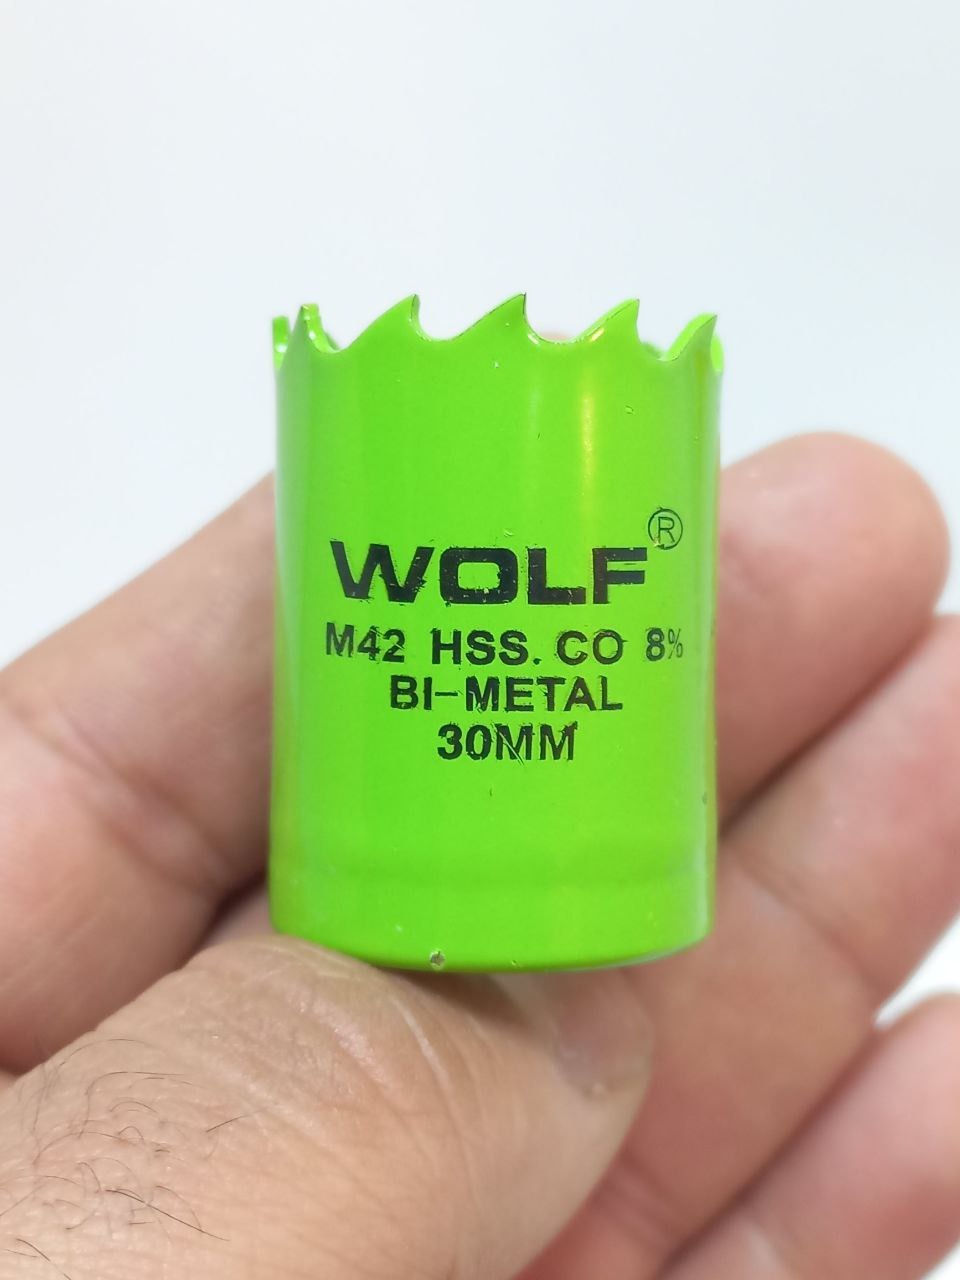 WOLF®
M42 HSS. CO 8%
BI-METAL
30MM